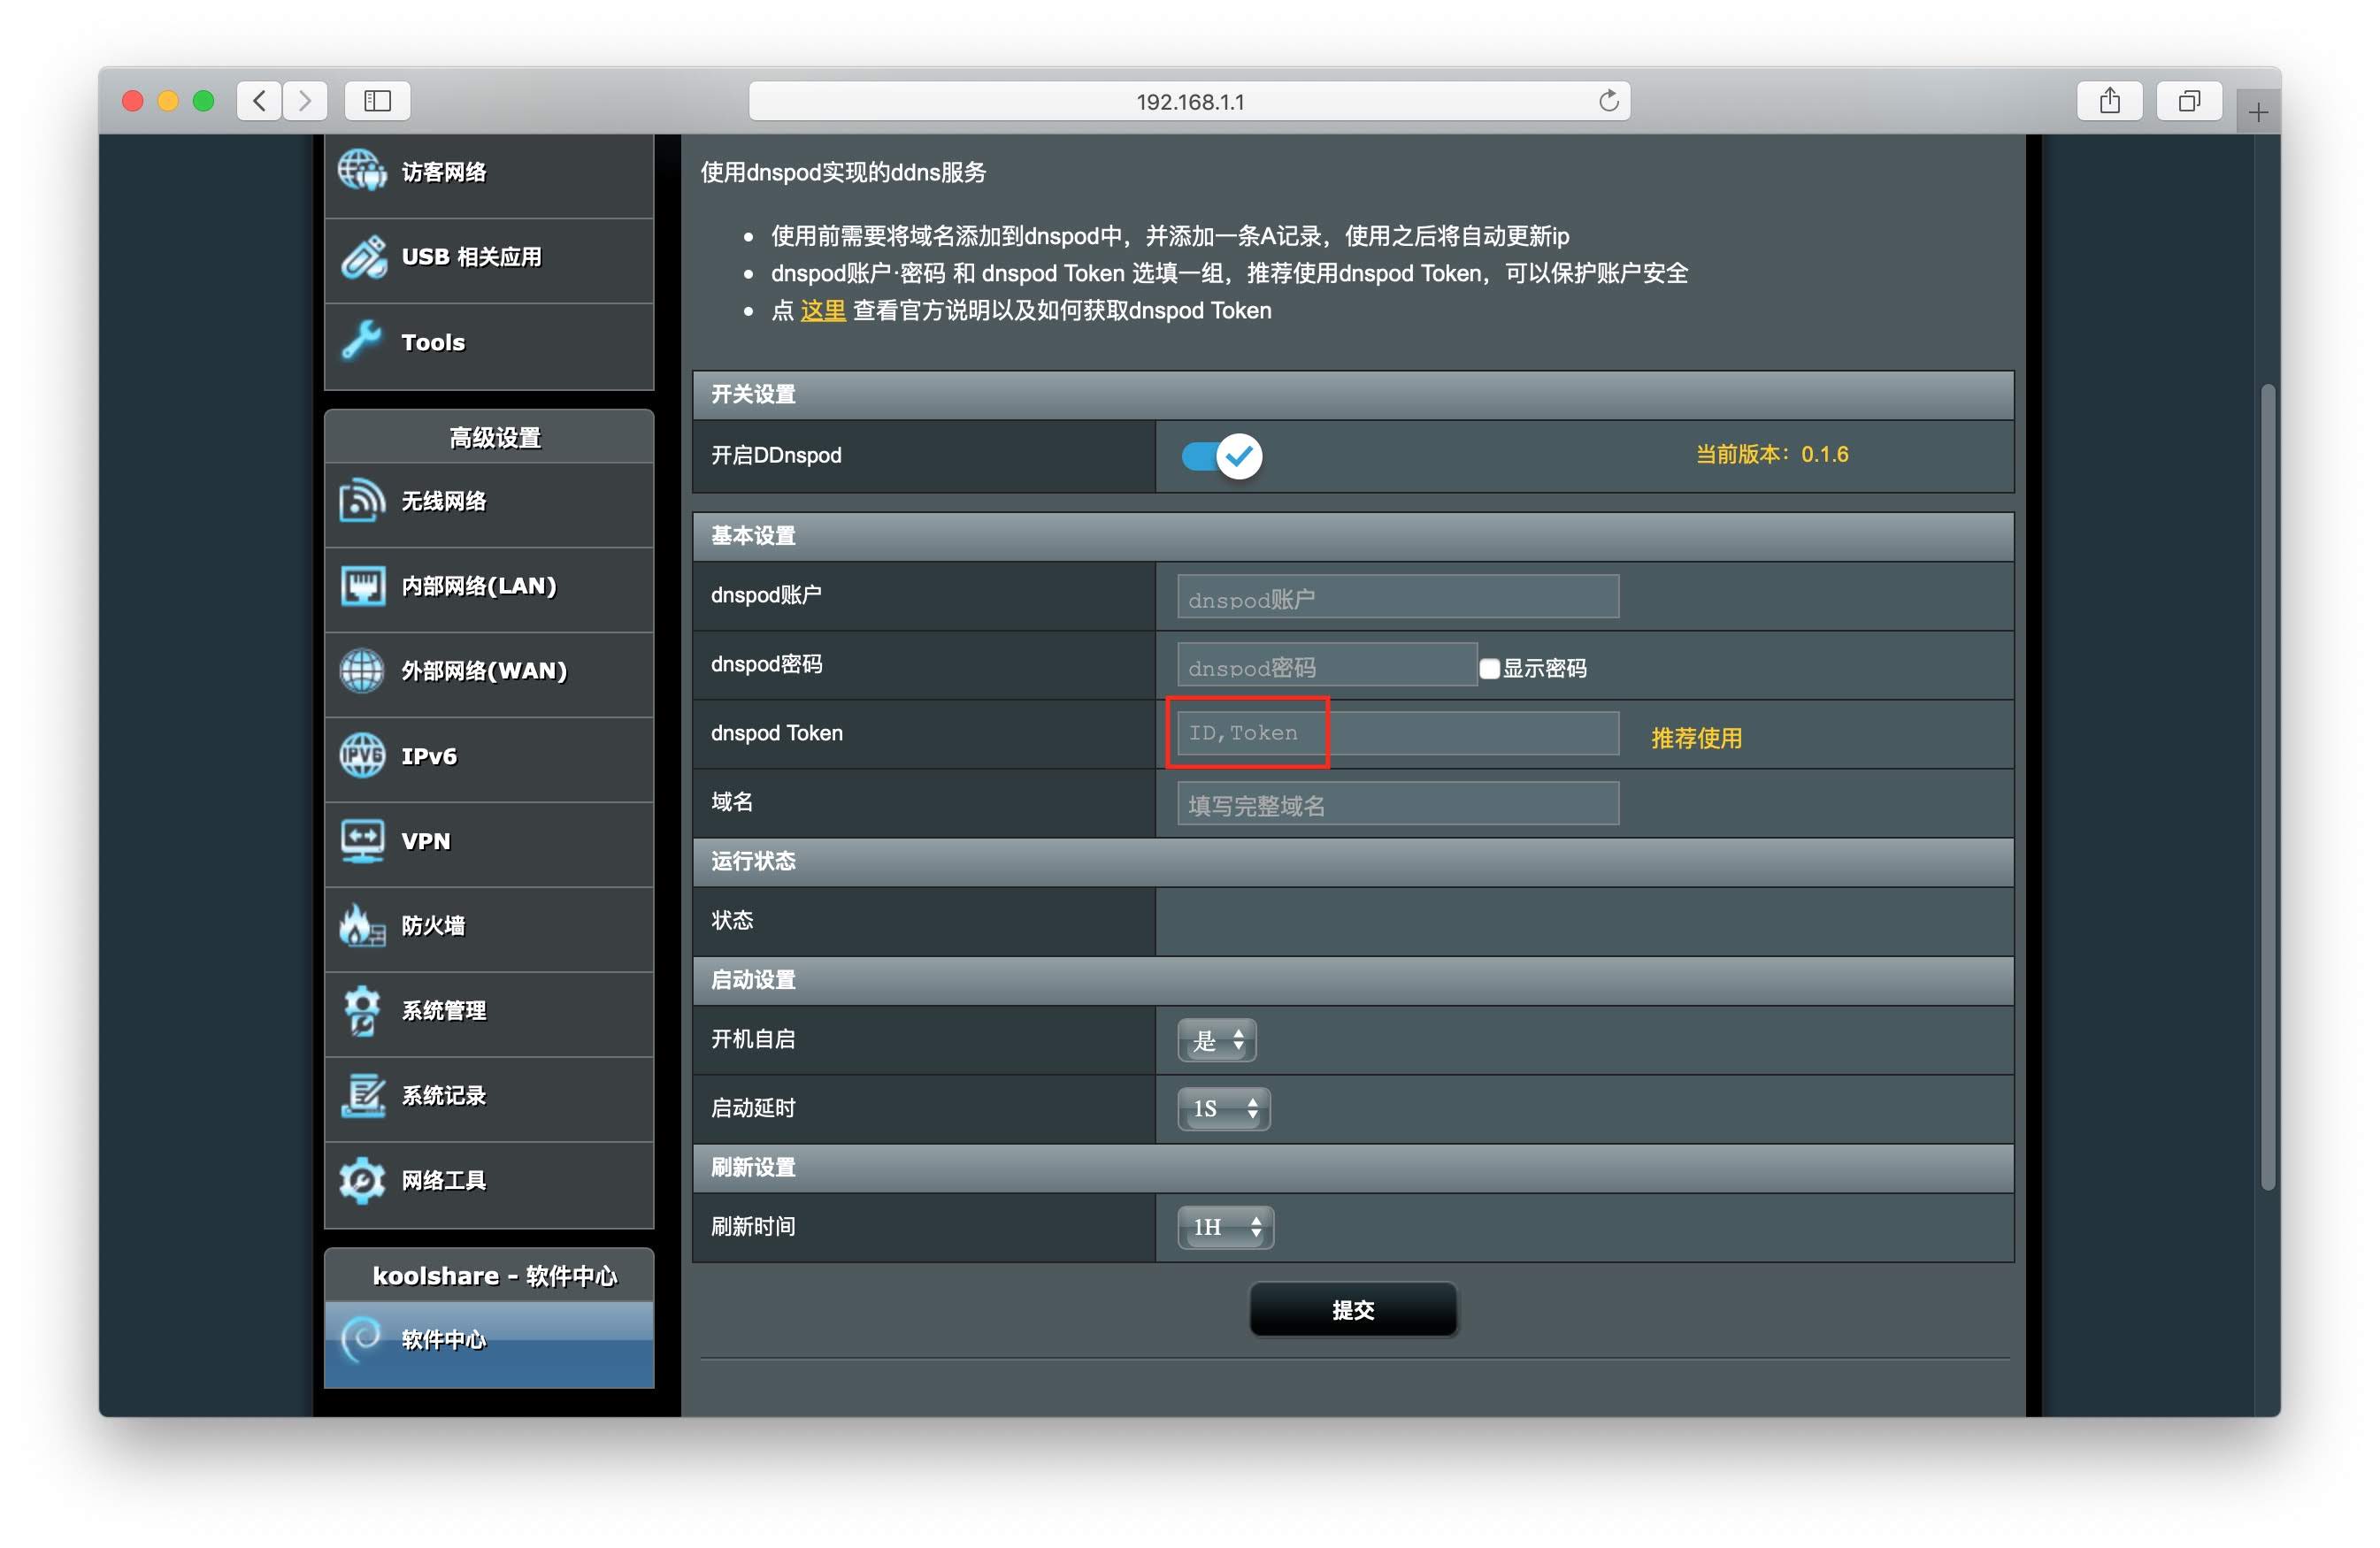 192.168.1.1
访客网络
USB 相关应用
Tools
高级设置
无线网络
内部网络(LAN)
外部网络(WAN)
IPv6
VPN
防火墙
系统管理
系统记录
网络工具
koolshare - 软件中心
软件中心
使用dnspod实现的ddns服务
使用前需要将域名添加到dnspod中，并添加一条A记录，使用之后将自动更新ip
dnspod账户·密码 和 dnspod Token 选填一组，推荐使用dnspod Token，可以保护账户安全
点 这里 查看官方说明以及如何获取dnspod Token
开关设置
开启DDnspod 当前版本：0.1.6
基本设置
dnspod账户 dnspod账户
dnspod密码 dnspod密码 显示密码
dnspod Token ID,Token 推荐使用
域名 填写完整域名
运行状态
状态
启动设置
开机自启 是
启动延时 1S
刷新设置
刷新时间 1H
提交